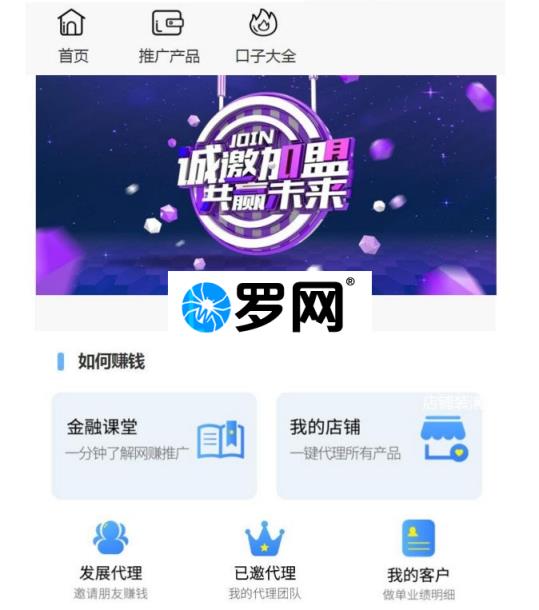 首页 推广产品 口子大全
JOIN
诚邀加盟
共赢未来
罗网®
如何赚钱
金融课堂
一分钟了解网赚推广
店铺装修
我的店铺
一键代理所有产品
发展代理 已邀代理 我的客户
邀请朋友赚钱 我的代理团队 做单业绩明细